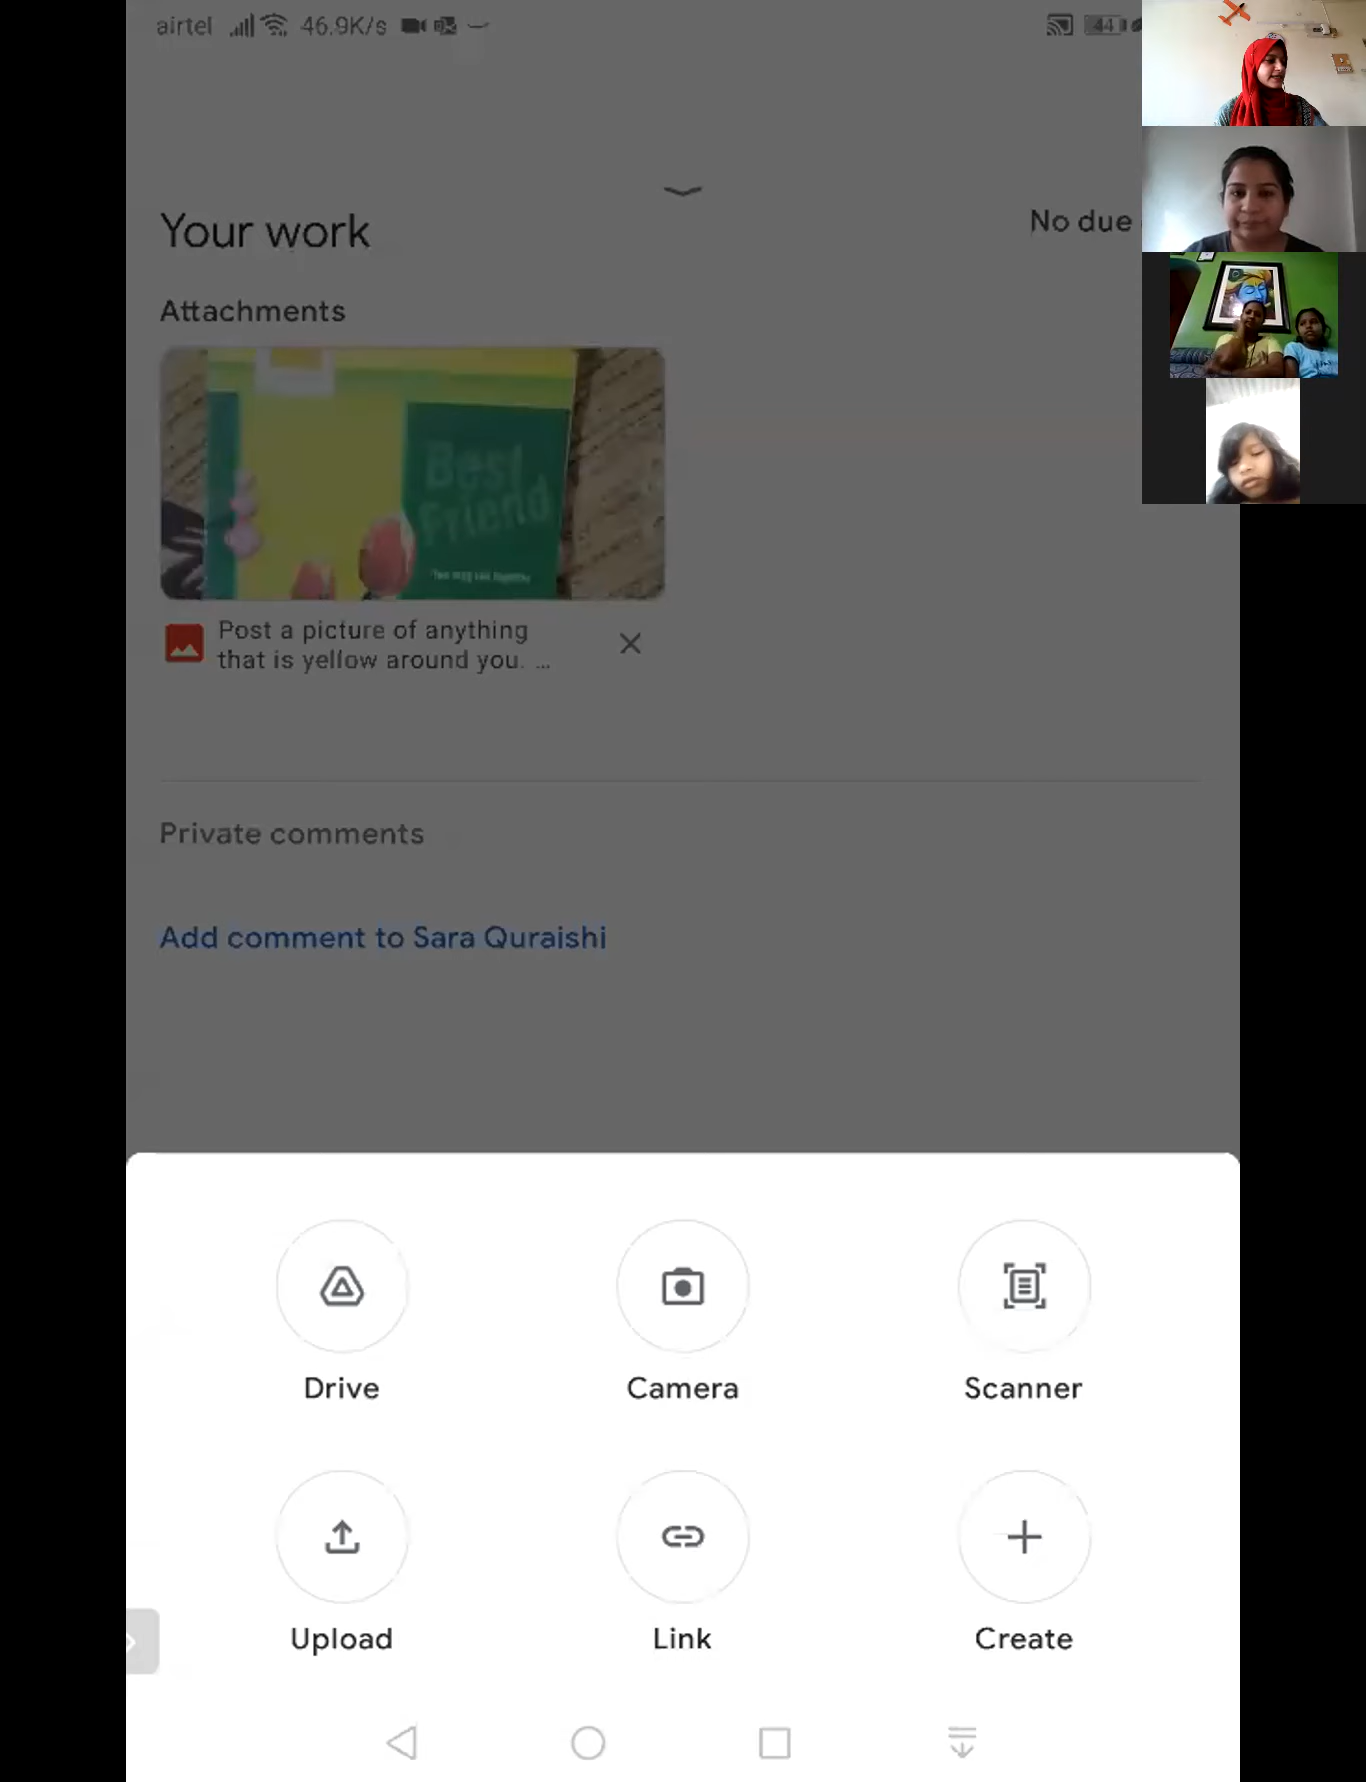 airtel 46.9K/s 44
Your work
No due
Attachments
Best
Friend
Post a picture of anything
that is yellow around you. ...
Private comments
Add comment to Sara Quraishi
Drive
Camera
Scanner
Upload
Link
Create